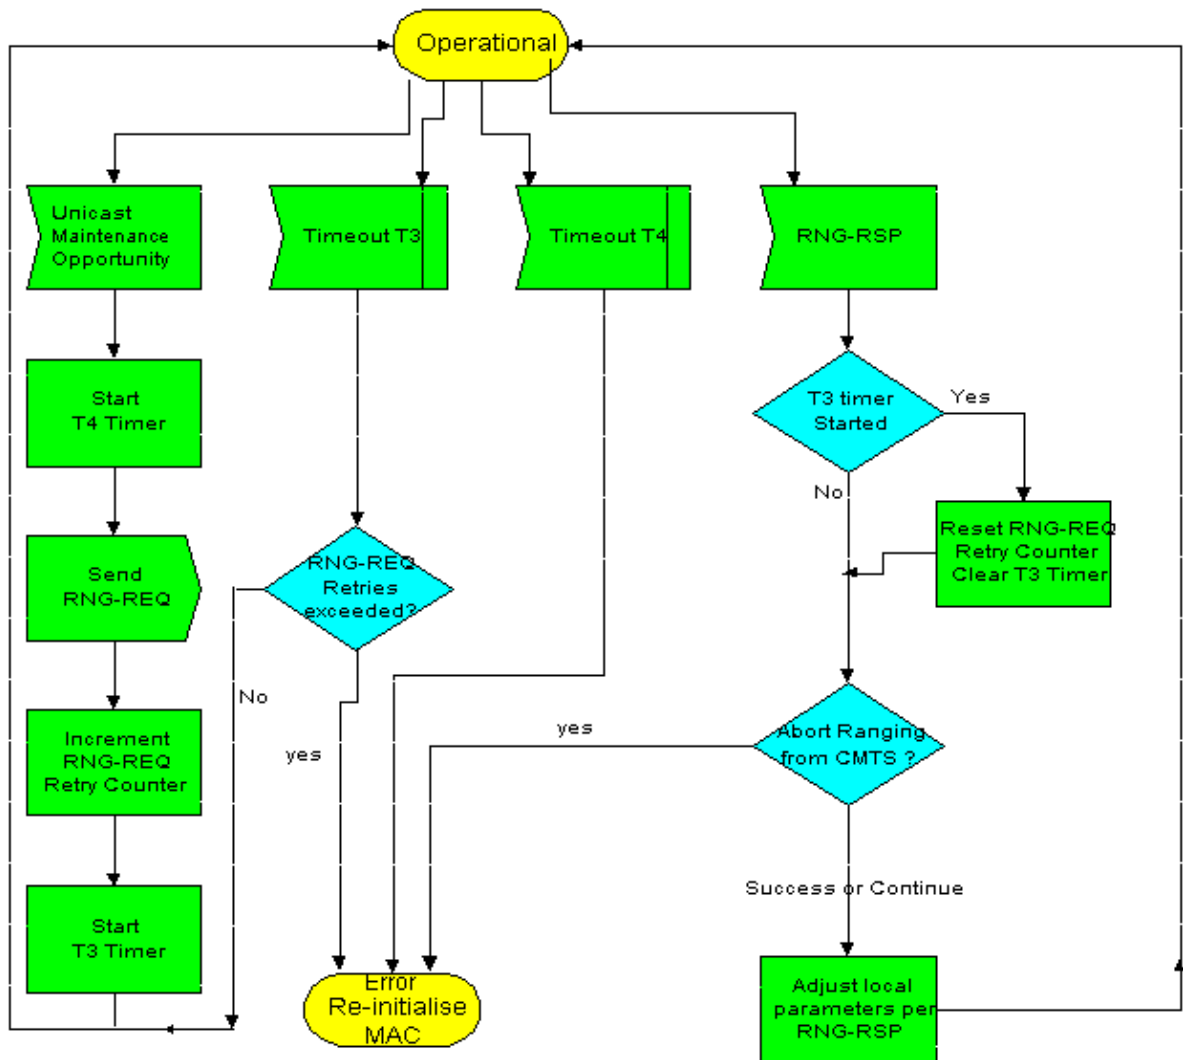 Operational
Unicast
Maintenance
Opportunity
Timeout T3
Timeout T4
RNG-RSP
Start
T4 Timer
T3 timer
Started
Yes
No
Send
RNG-REQ
RNG-REQ
Retries
exceeded?
Reset RNG-REQ
Retry Counter
Clear T3 Timer
No
yes
yes
Increment
RNG-REQ
Retry Counter
Abort Ranging
from CMTS ?
Success or Continue
Start
T3 Timer
Error
Re-initialise
MAC
Adjust local
parameters per
RNG-RSP